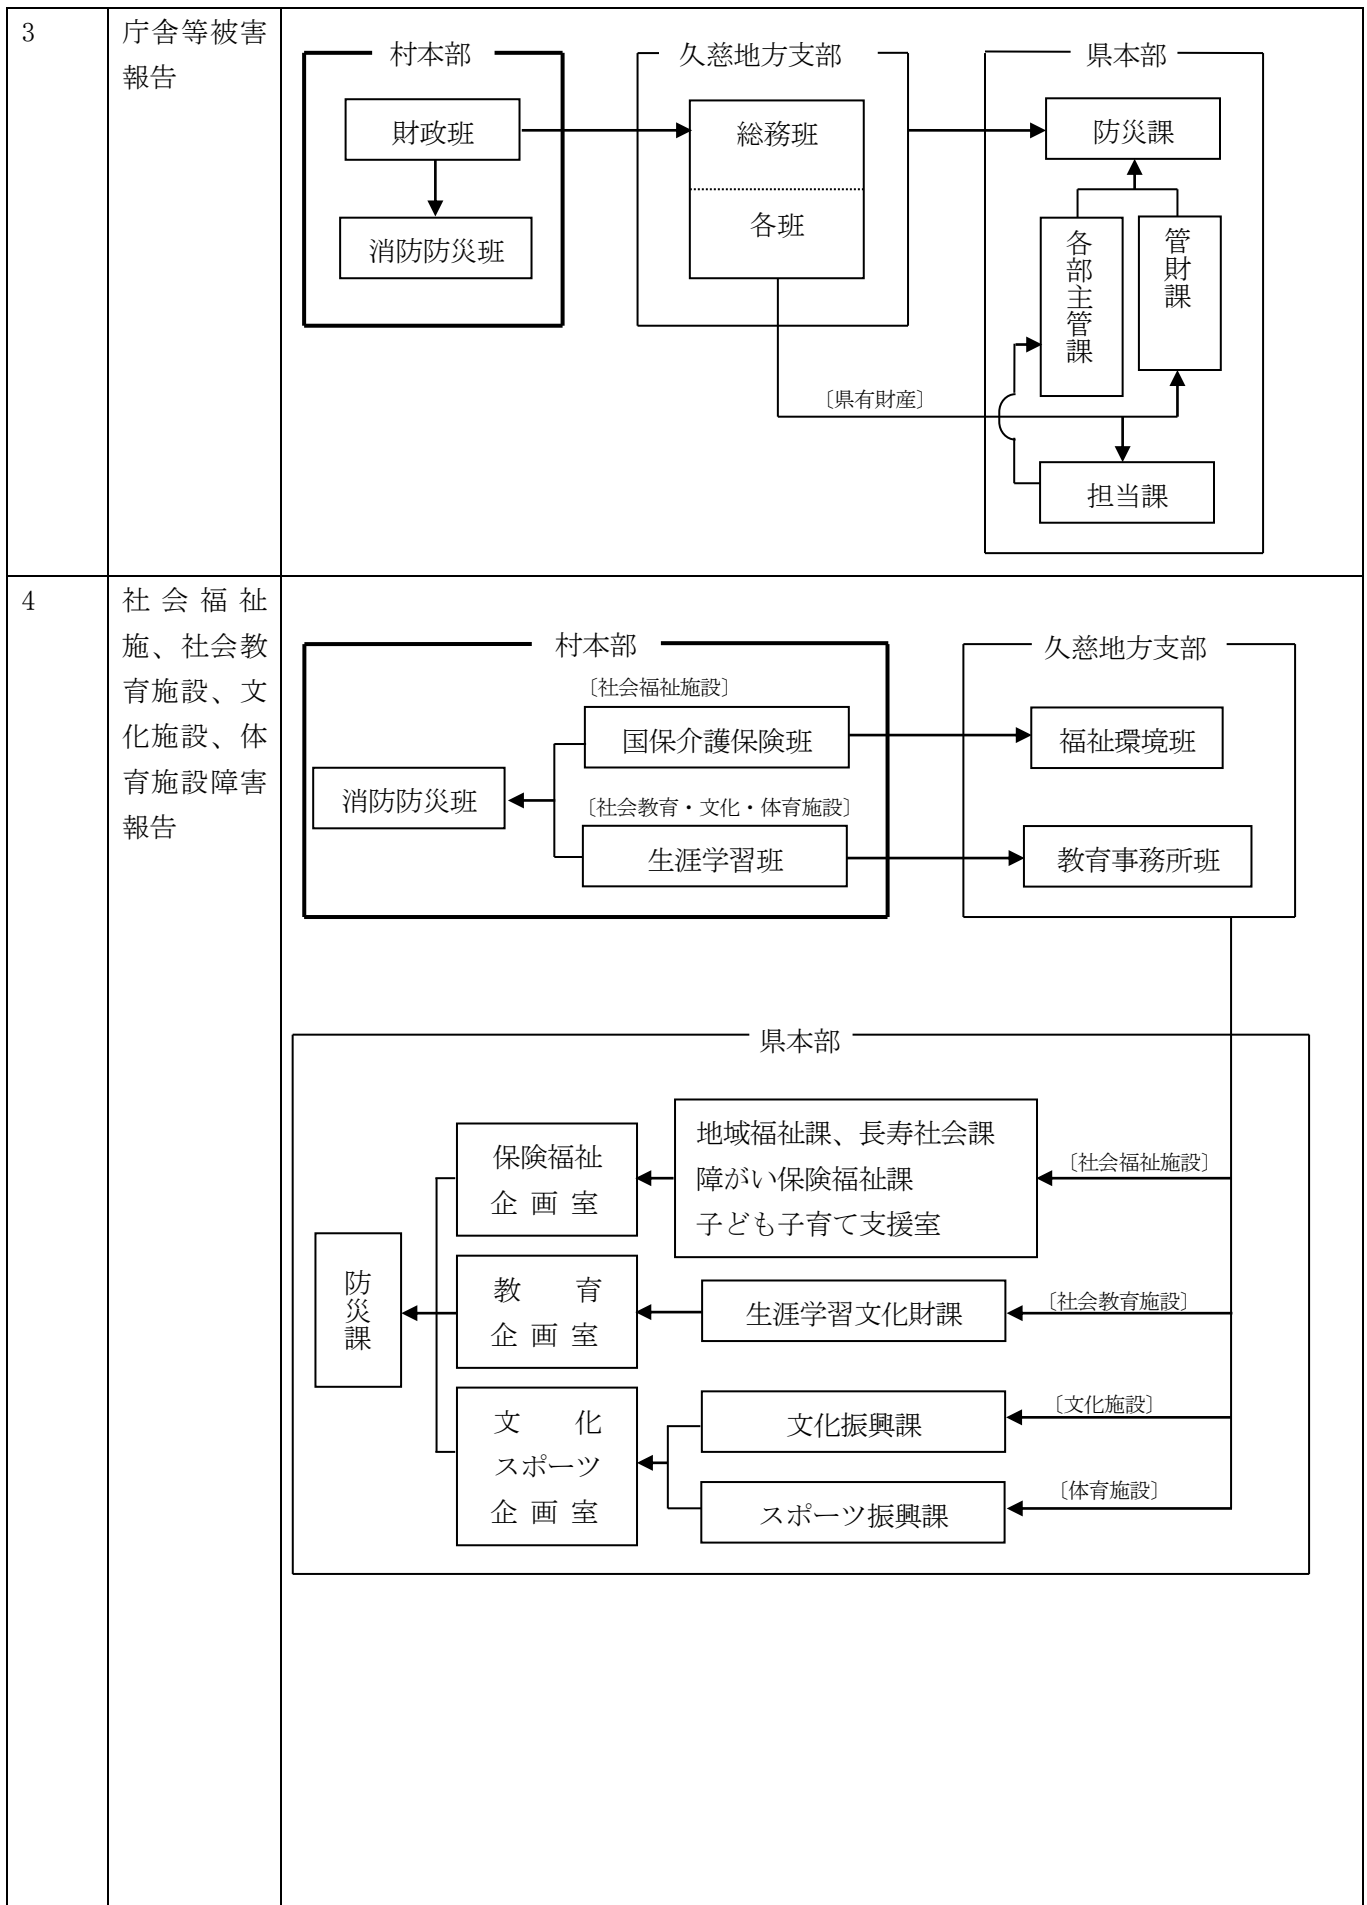 3
庁舎等被害
報告
村本部
久慈地方支部
県本部
財政班
総務班
防災課
消防防災班
各班
各部主管課
管財課
〔県有財産〕
担当課
4
社会福祉
施、社会教
育施設、文
化施設、体
育施設障害
報告
村本部
久慈地方支部
〔社会福祉施設〕
国保介護保険班
福祉環境班
消防防災班
〔社会教育・文化・体育施設〕
生涯学習班
教育事務所班
県本部
地域福祉課、長寿社会課
障がい保険福祉課
子ども子育て支援室
保険福祉
企画室
〔社会福祉施設〕
防災課
教育
企画室
生涯学習文化財課
〔社会教育施設〕
文化
スポーツ
企画室
文化振興課
〔文化施設〕
スポーツ振興課
〔体育施設〕